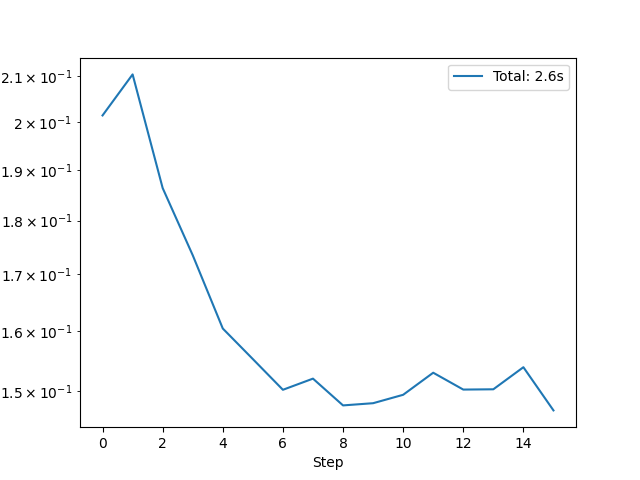 Total: 2.6s
2.1 × 10⁻¹
2 × 10⁻¹
1.9 × 10⁻¹
1.8 × 10⁻¹
1.7 × 10⁻¹
1.6 × 10⁻¹
1.5 × 10⁻¹
0 2 4 6 8 10 12 14
Step